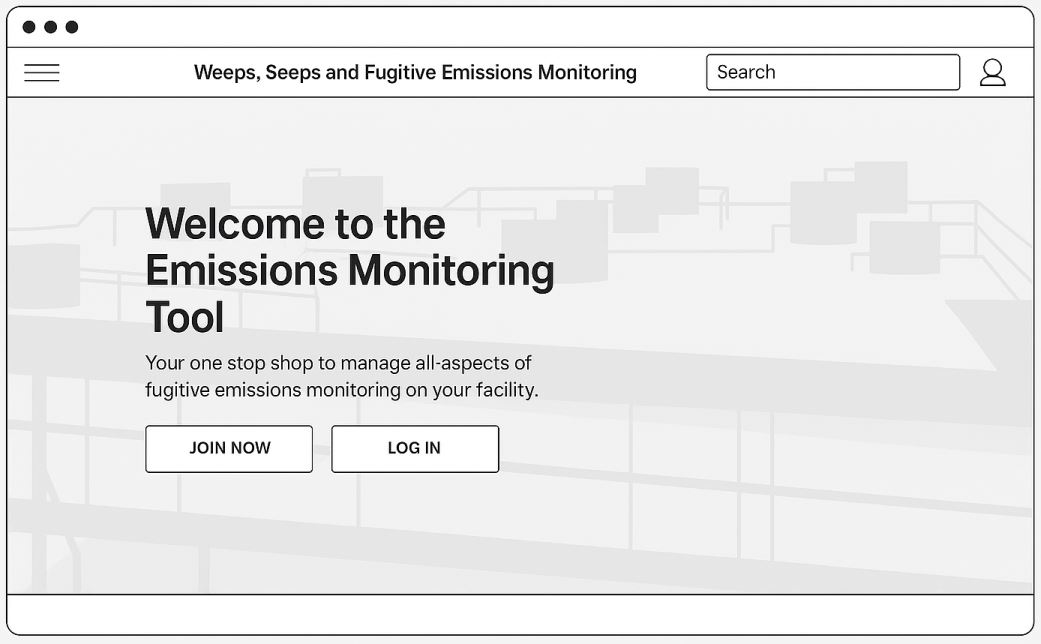 Weeps, Seeps and Fugitive Emissions Monitoring
Search
Welcome to the
Emissions Monitoring
Tool
Your one stop shop to manage all-aspects of
fugitive emissions monitoring on your facility.
JOIN NOW
LOG IN